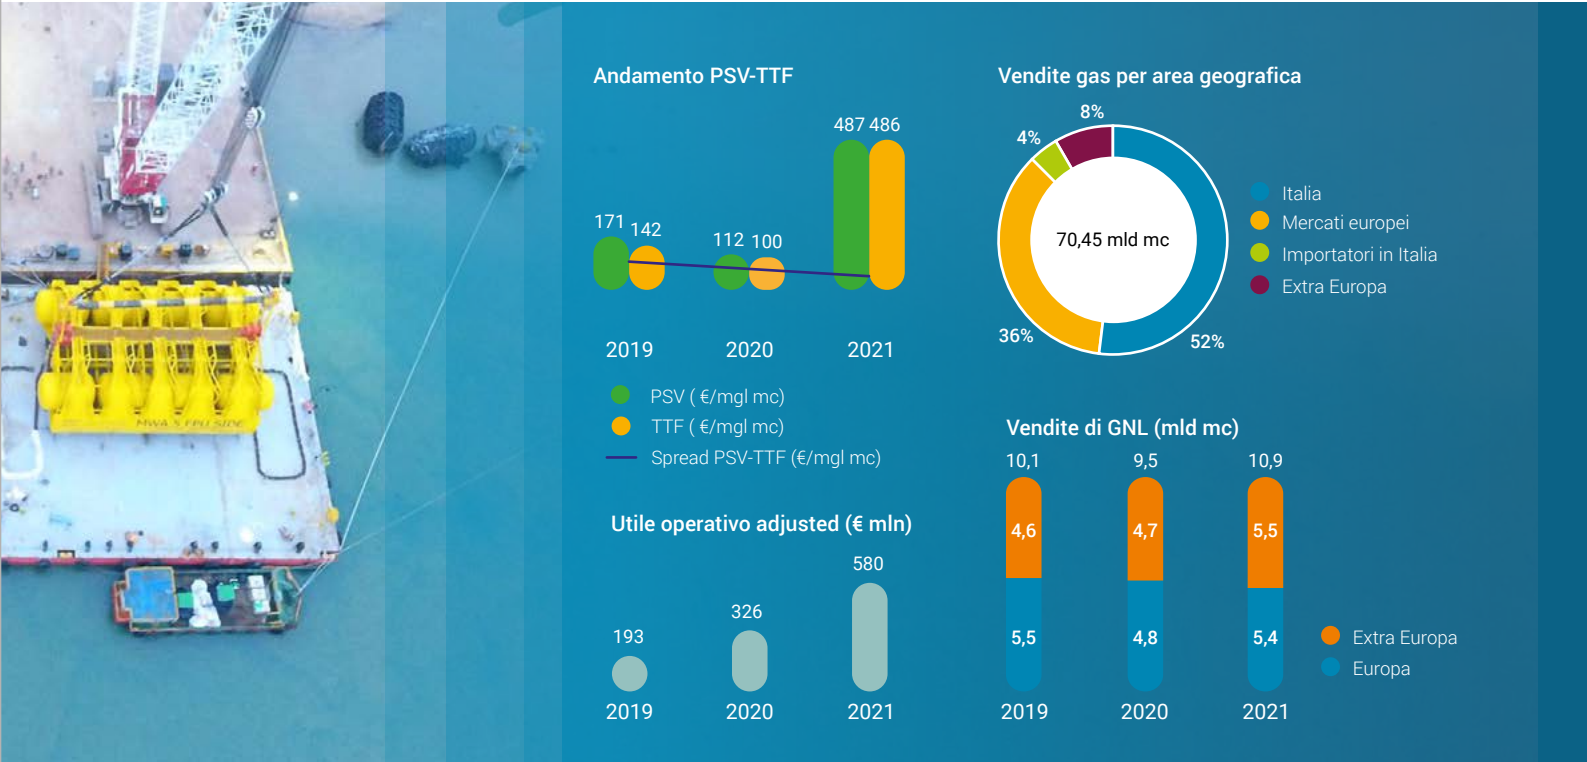 Andamento PSV-TTF
487 486
171
142
112
100
2019
2020
2021
PSV ( €/mgl mc)
TTF ( €/mgl mc)
Spread PSV-TTF (€/mgl mc)
Utile operativo adjusted (€ mln)
580
326
193
2019
2020
2021
Vendite gas per area geografica
8%
4%
70,45 mld mc
36%
52%
Italia
Mercati europei
Importatori in Italia
Extra Europa
Vendite di GNL (mld mc)
10,1
9,5
10,9
4,6
4,7
5,5
5,5
4,8
5,4
Extra Europa
Europa
2019
2020
2021
MWA 5 FPU SIDE